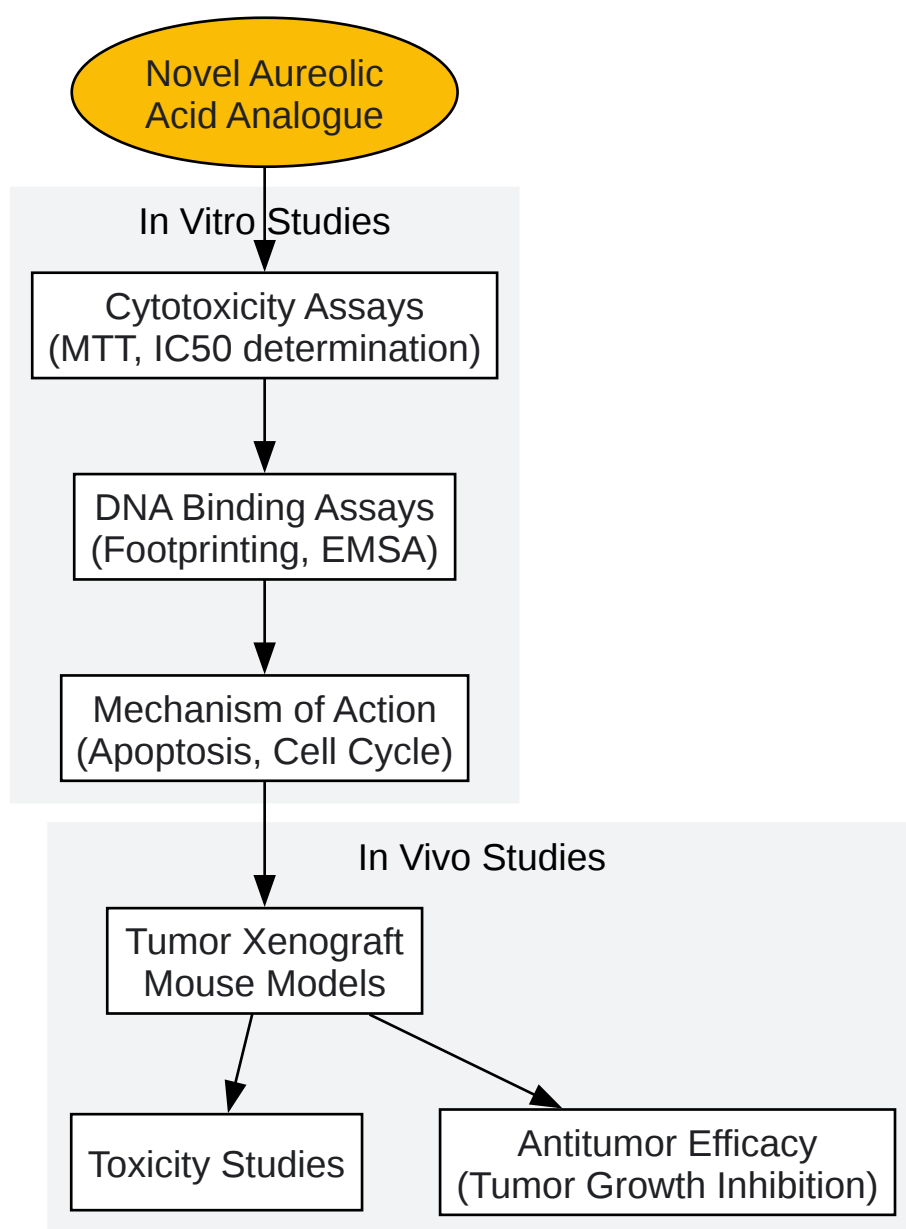 Novel Aureolic
Acid Analogue
In Vitro Studies
Cytotoxicity Assays
(MTT, IC50 determination)
DNA Binding Assays
(Footprinting, EMSA)
Mechanism of Action
(Apoptosis, Cell Cycle)
In Vivo Studies
Tumor Xenograft
Mouse Models
Toxicity Studies
Antitumor Efficacy
(Tumor Growth Inhibition)